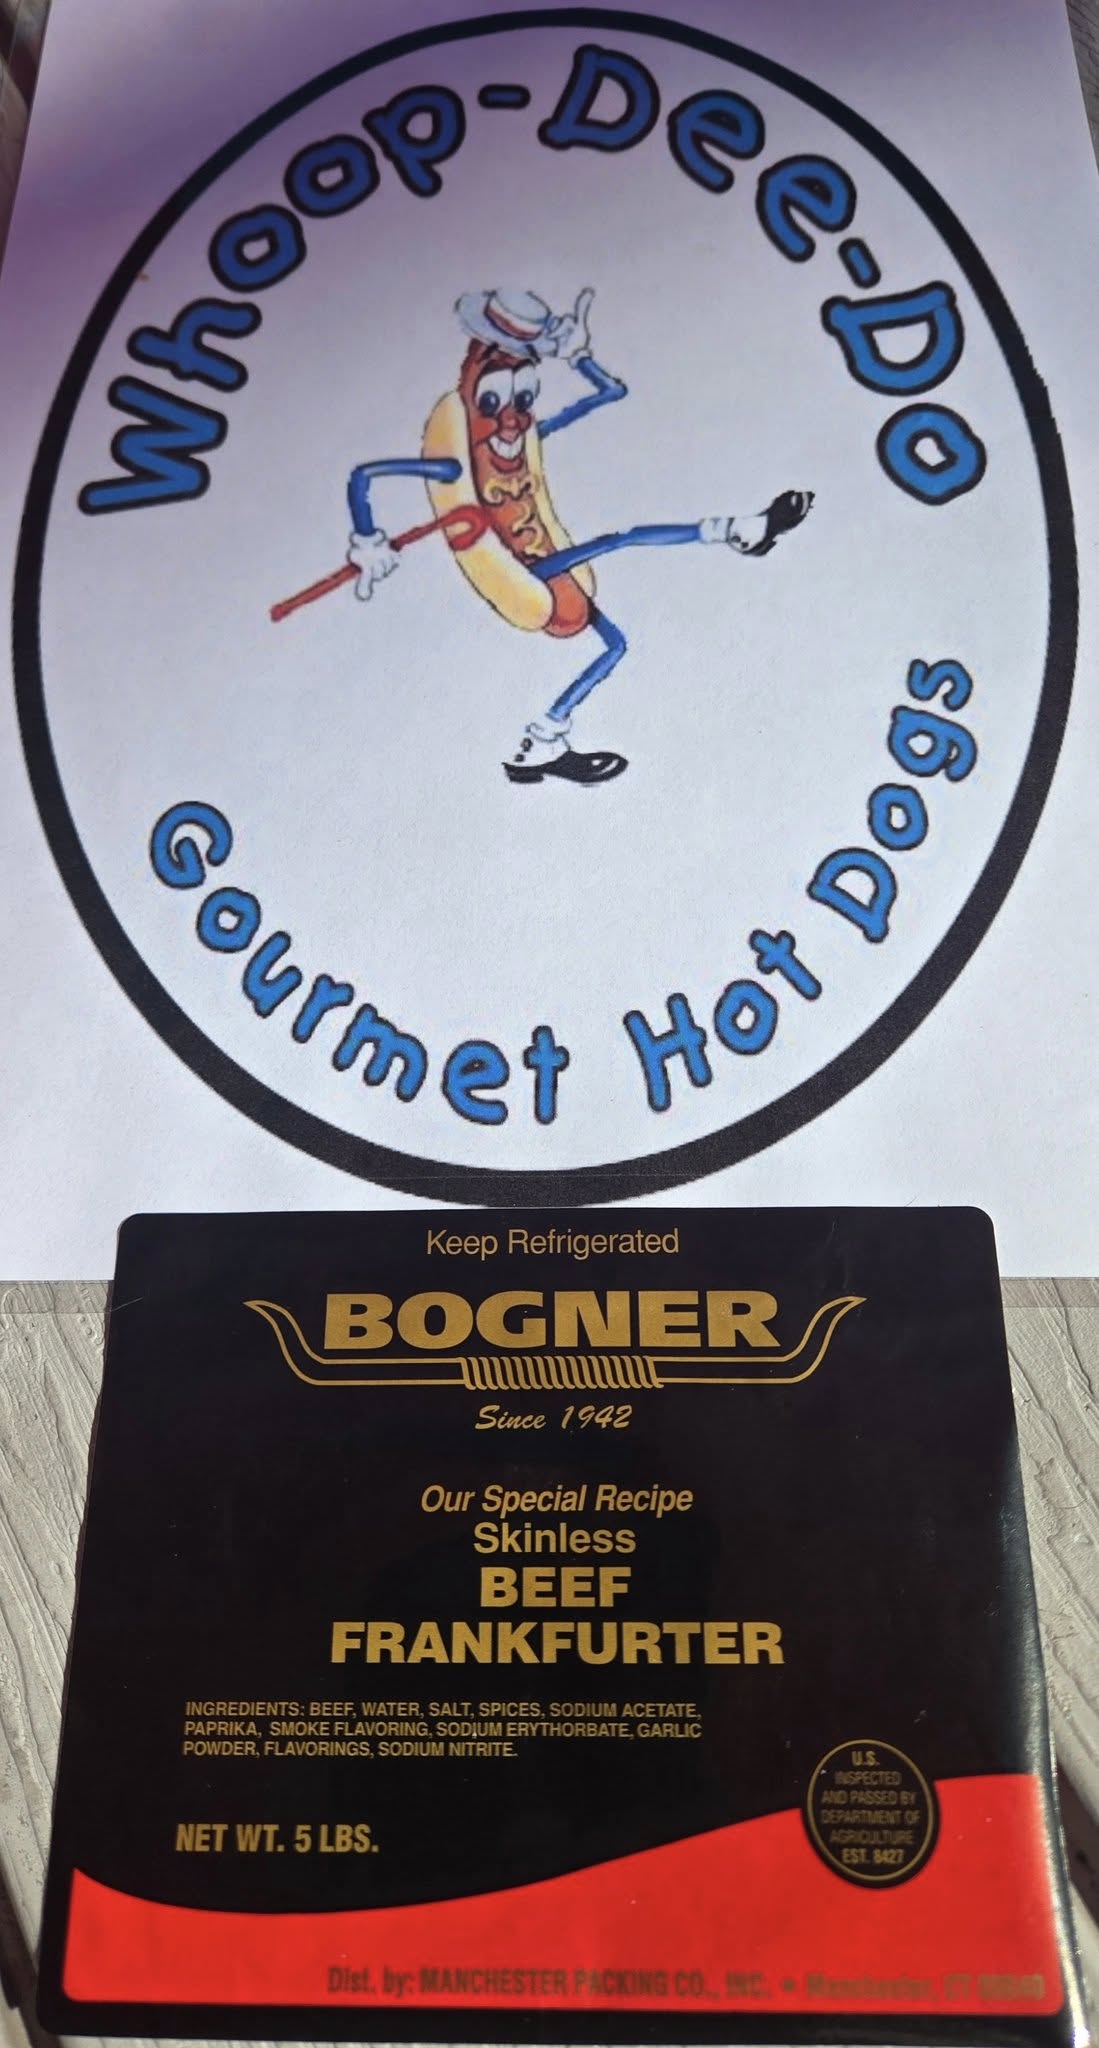 Whoop-Dee-Do
Gourmet Hot Dogs
Keep Refrigerated
BOGNER
Since 1942
Our Special Recipe
Skinless
BEEF
FRANKFURTER
INGREDIENTS: BEEF, WATER, SALT, SPICES, SODIUM ACETATE,
PAPRIKA, SMOKE FLAVORING, SODIUM ERYTHORBATE, GARLIC
POWDER, FLAVORINGS, SODIUM NITRITE.
U.S.
INSPECTED
AND PASSED BY
DEPARTMENT OF
AGRICULTURE
EST. 8427
NET WT. 5 LBS.
Dist. by: MANCHESTER PACKING CO., INC. • Manchester, CT